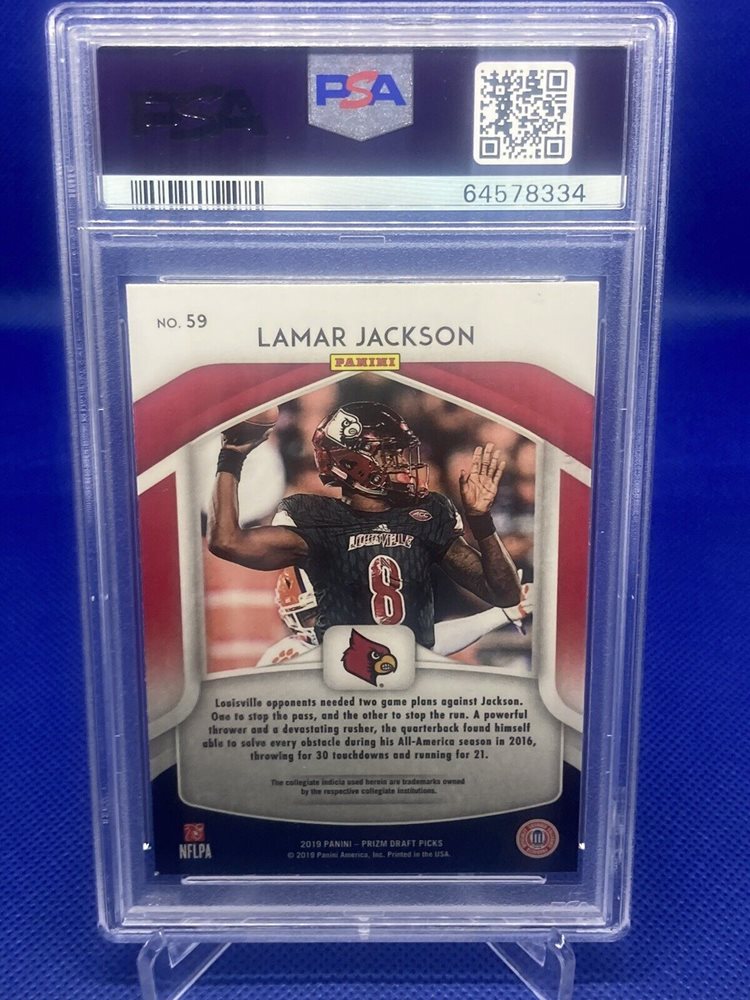 PSA
PSA
64578334
NO. 59
LAMAR JACKSON
PANINI
ACC
LOUISVILLE
8
Louisville opponents needed two game plans against Jackson.
One to stop the pass, and the other to stop the run. A powerful
thrower and a devastating rusher, the quarterback found himself
able to solve every obstacle during his All-America season in 2016,
throwing for 30 touchdowns and running for 21.
The collegiate indicia used herein are trademarks owned
by the respective collegiate institutions.
NFLPA
2019 PANINI – PRIZM DRAFT PICKS
© 2019 Panini America, Inc. Printed in the USA.